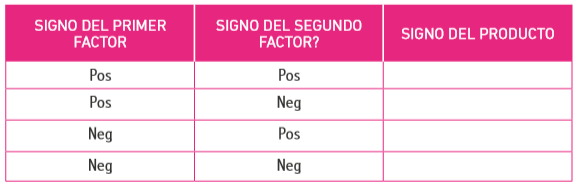 SIGNO DEL PRIMER FACTOR
SIGNO DEL SEGUNDO FACTOR?
SIGNO DEL PRODUCTO
Pos Pos
Pos Neg
Neg Pos
Neg Neg